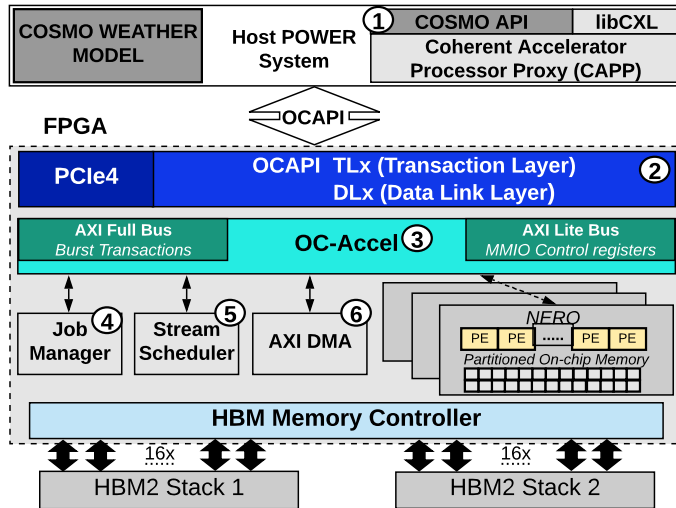 COSMO WEATHER
MODEL
Host POWER
System
1
COSMO API
libCXL
Coherent Accelerator
Processor Proxy (CAPP)
OCAPI
FPGA
PCIe4
OCAPI TLx (Transaction Layer)
DLx (Data Link Layer)
2
AXI Full Bus
Burst Transactions
OC-Accel
3
AXI Lite Bus
MMIO Control registers
Job
Manager
4
Stream
Scheduler
5
AXI DMA
6
NERO
PE PE ..... PE PE
Partitioned On-chip Memory
HBM Memory Controller
16x
16x
HBM2 Stack 1
HBM2 Stack 2